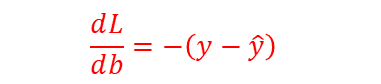 dL/db = −(y − ŷ)